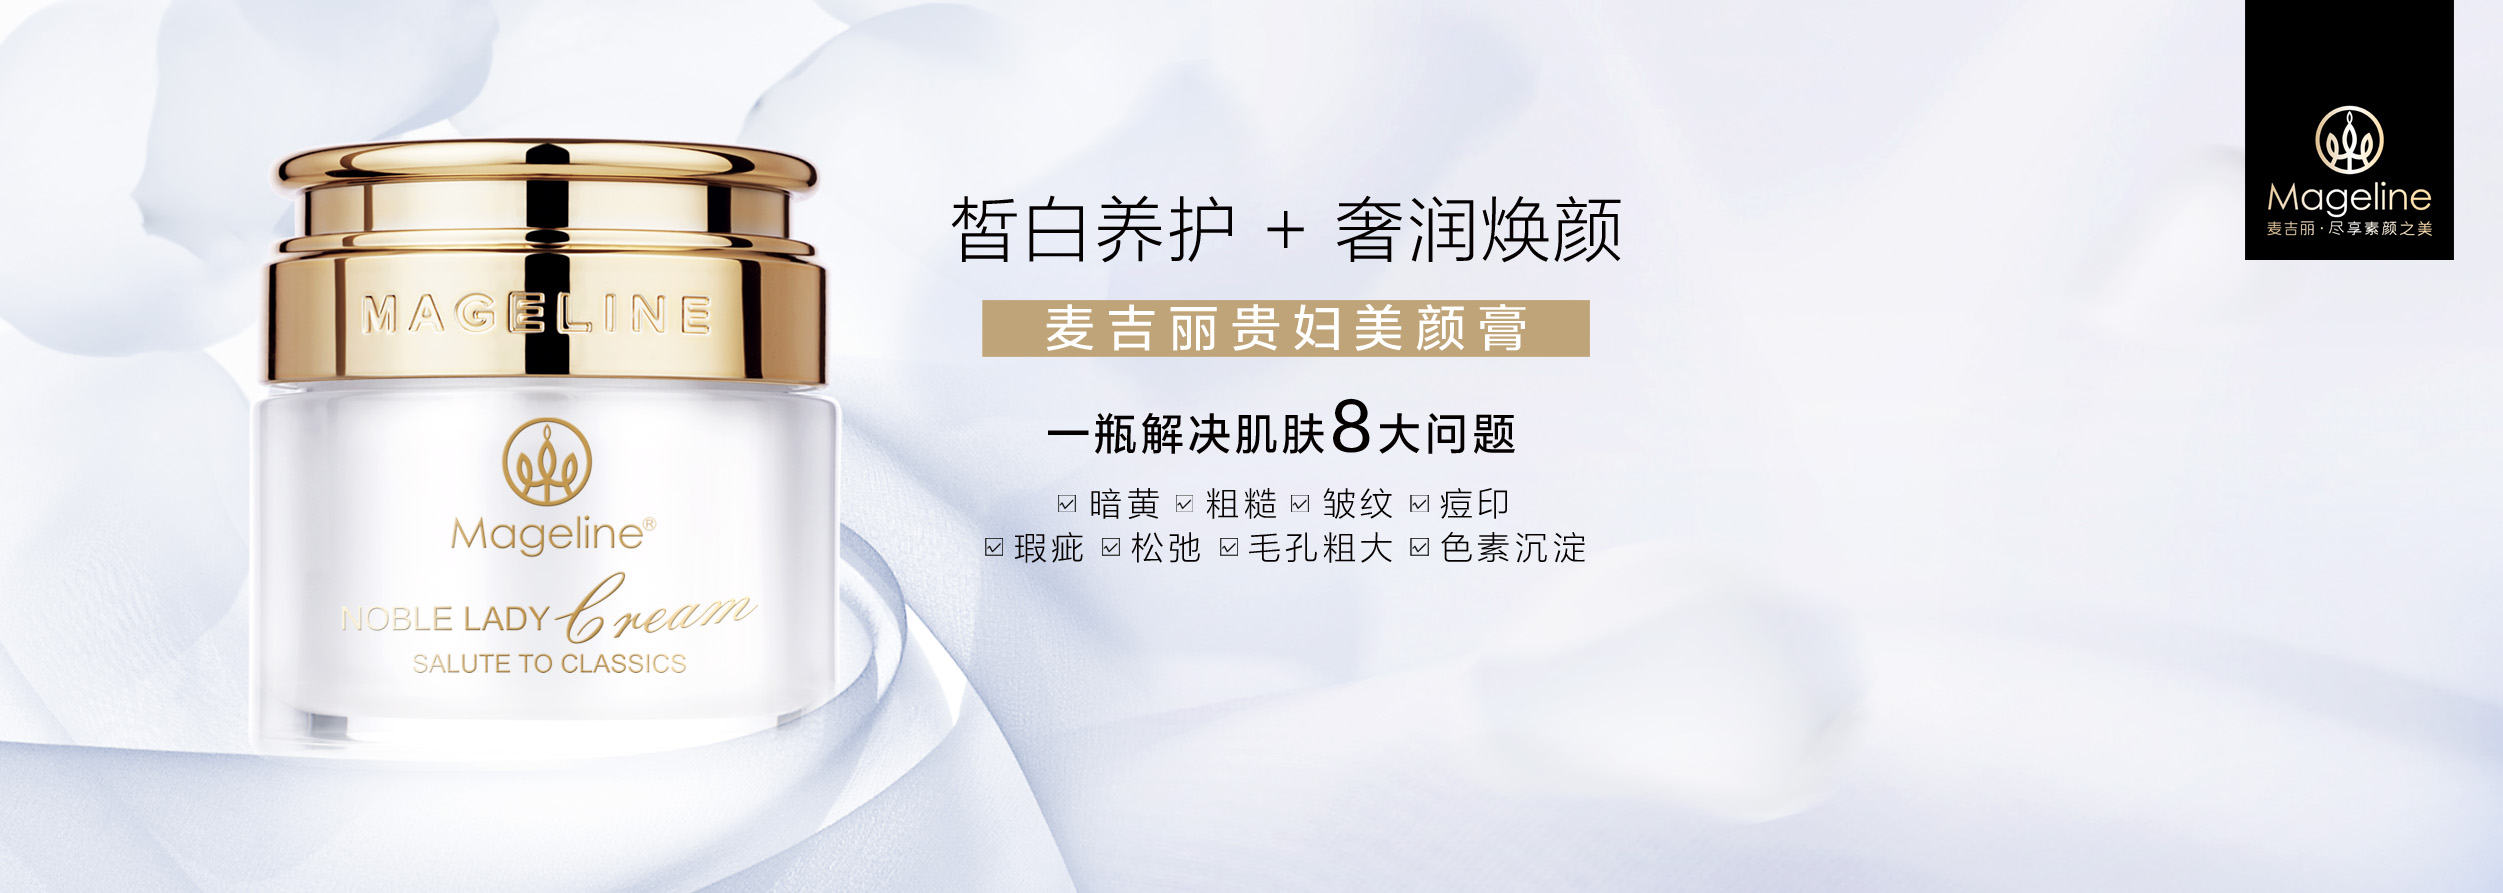 MAGELINE
Mageline®
NOBLE LADY Cream
SALUTE TO CLASSICS
皙白养护 + 奢润焕颜
麦吉丽贵妇美颜膏
一瓶解决肌肤8大问题
☑ 暗黄 ☑ 粗糙 ☑ 皱纹 ☑ 痘印
☑ 瑕疵 ☑ 松弛 ☑ 毛孔粗大 ☑ 色素沉淀
Mageline
麦吉丽·尽享素颜之美